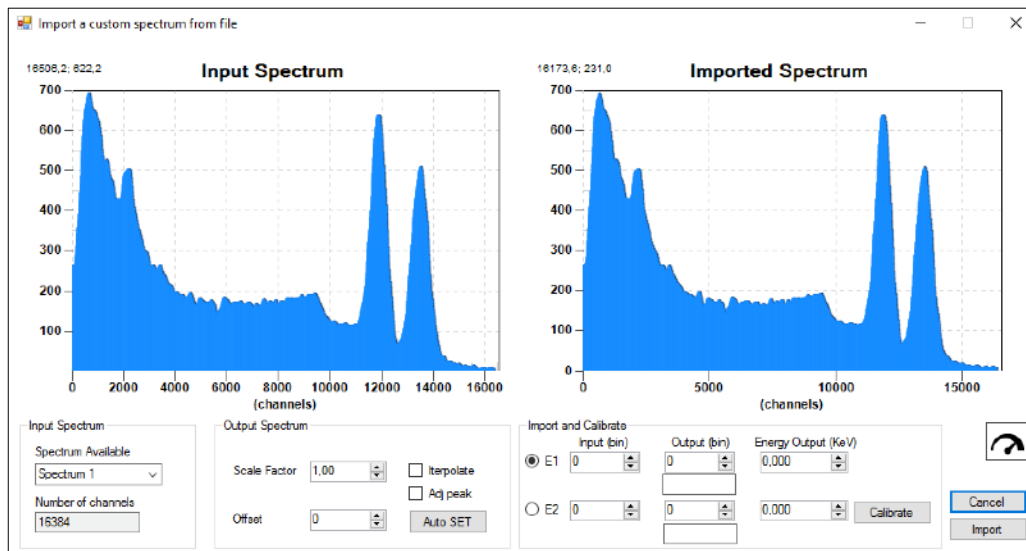 Import a custom spectrum from file
16506,2; 622,2
Input Spectrum
700
600
500
400
300
200
100
0
2000
4000
6000
8000
10000
12000
14000
16000
(channels)
16173,6; 231,0
Imported Spectrum
700
600
500
400
300
200
100
0
0
5000
10000
15000
(channels)
Input Spectrum
Spectrum Available
Spectrum 1
Number of channels
16384
Output Spectrum
Scale Factor 1,00
Iterpolate
Adj peak
Offset 0
Auto SET
Import and Calibrate
Input (bin) Output (bin) Energy Output (KeV)
E1 0 0 0,000
E2 0 0 0,000
Calibrate
Cancel
Import